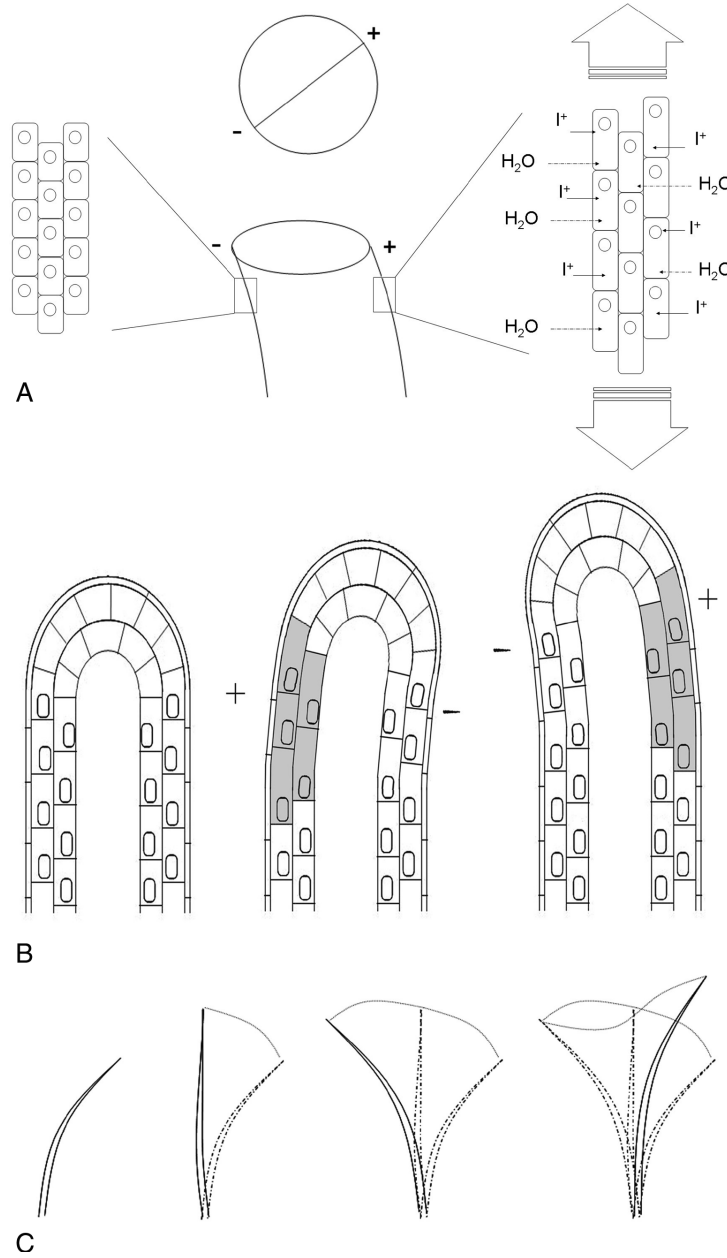 +
-
-
+
I+
H2O
I+
H2O
I+
H2O
I+
H2O
I+
H2O
I+
A
+
-
-
+
B
C